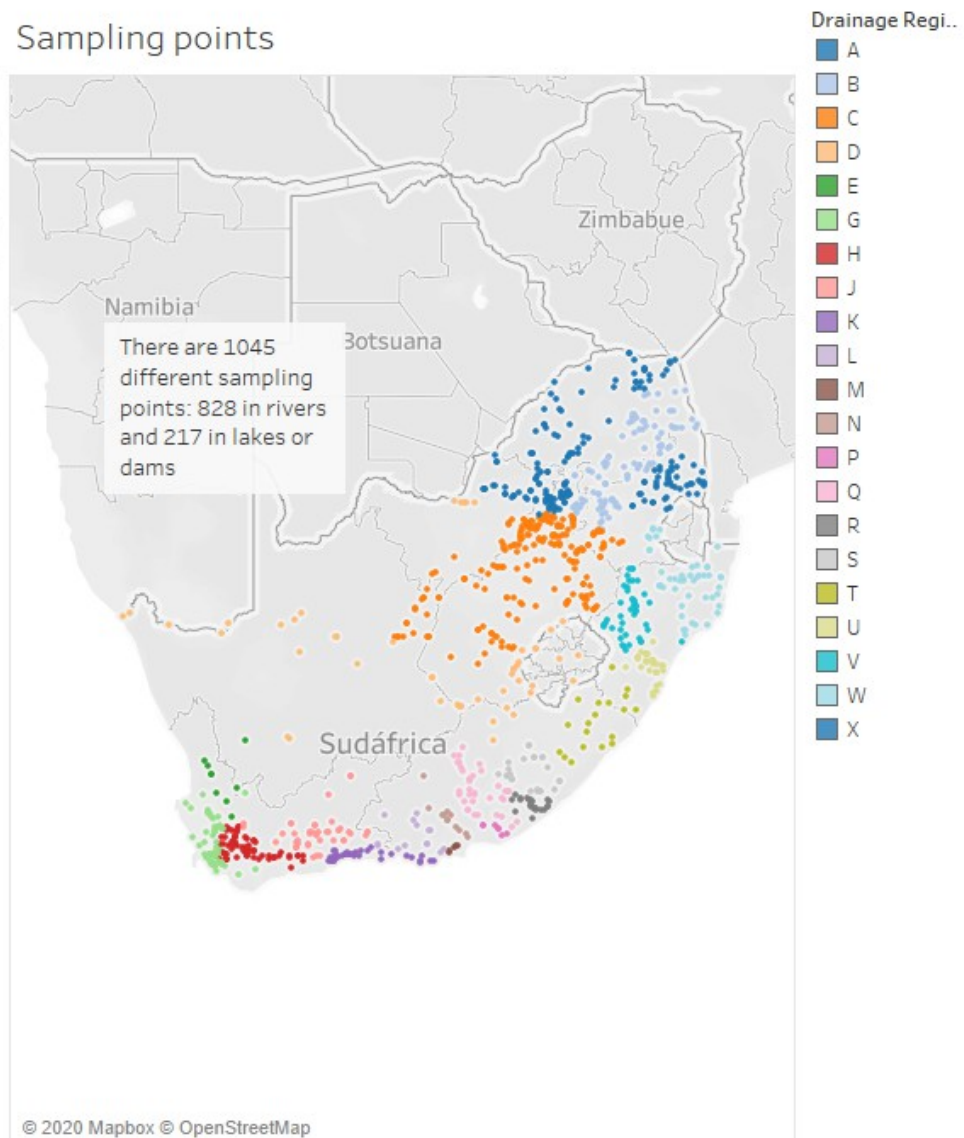 Sampling points
Drainage Regi..
A
B
C
D
E
G
H
J
K
L
M
N
P
Q
R
S
T
U
V
W
X
Zimbabue
Namibia
Botsuana
There are 1045
different sampling
points: 828 in rivers
and 217 in lakes or
dams
Sudáfrica
© 2020 Mapbox © OpenStreetMap